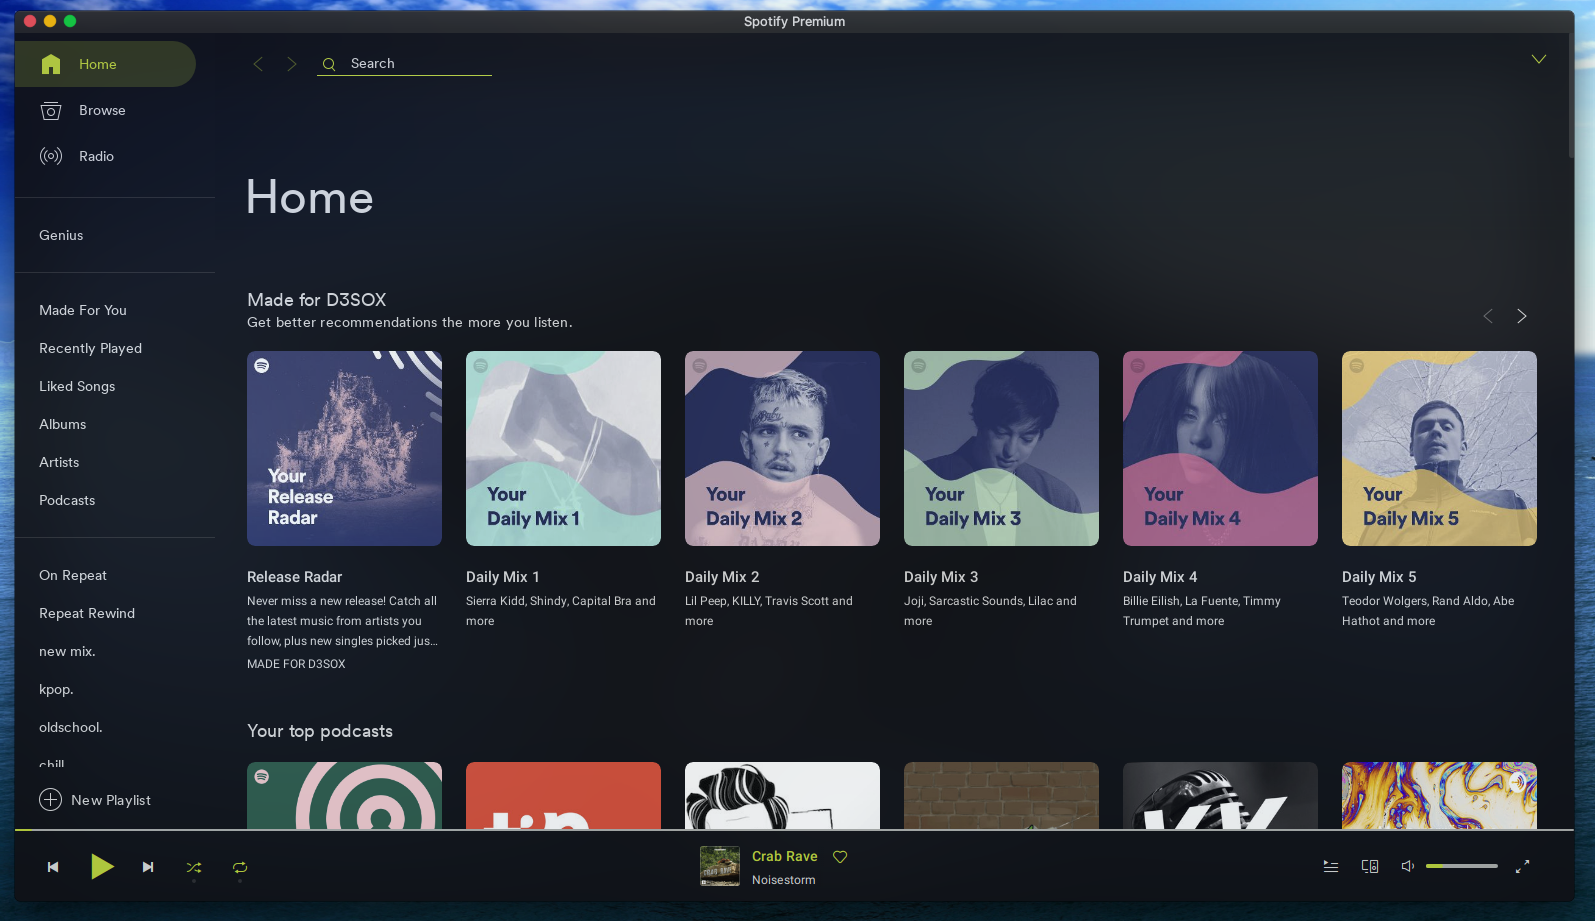 Spotify Premium
Home
Browse
Radio
Genius
Made For You
Recently Played
Liked Songs
Albums
Artists
Podcasts
On Repeat
Repeat Rewind
new mix.
kpop.
oldschool.
chill
New Playlist
Search
Home
Made for D3SOX
Get better recommendations the more you listen.
Your
Release
Radar
Release Radar
Never miss a new release! Catch all
the latest music from artists you
follow, plus new singles picked jus...
MADE FOR D3SOX
Your
Daily Mix 1
Daily Mix 1
Sierra Kidd, Shindy, Capital Bra and
more
Your
Daily Mix 2
Daily Mix 2
Lil Peep, KILLY, Travis Scott and
more
Your
Daily Mix 3
Daily Mix 3
Joji, Sarcastic Sounds, Lilac and
more
Your
Daily Mix 4
Daily Mix 4
Billie Eilish, La Fuente, Timmy
Trumpet and more
Your
Daily Mix 5
Daily Mix 5
Teodor Wolgers, Rand Aldo, Abe
Hathot and more
Your top podcasts
Crab Rave
Noisestorm